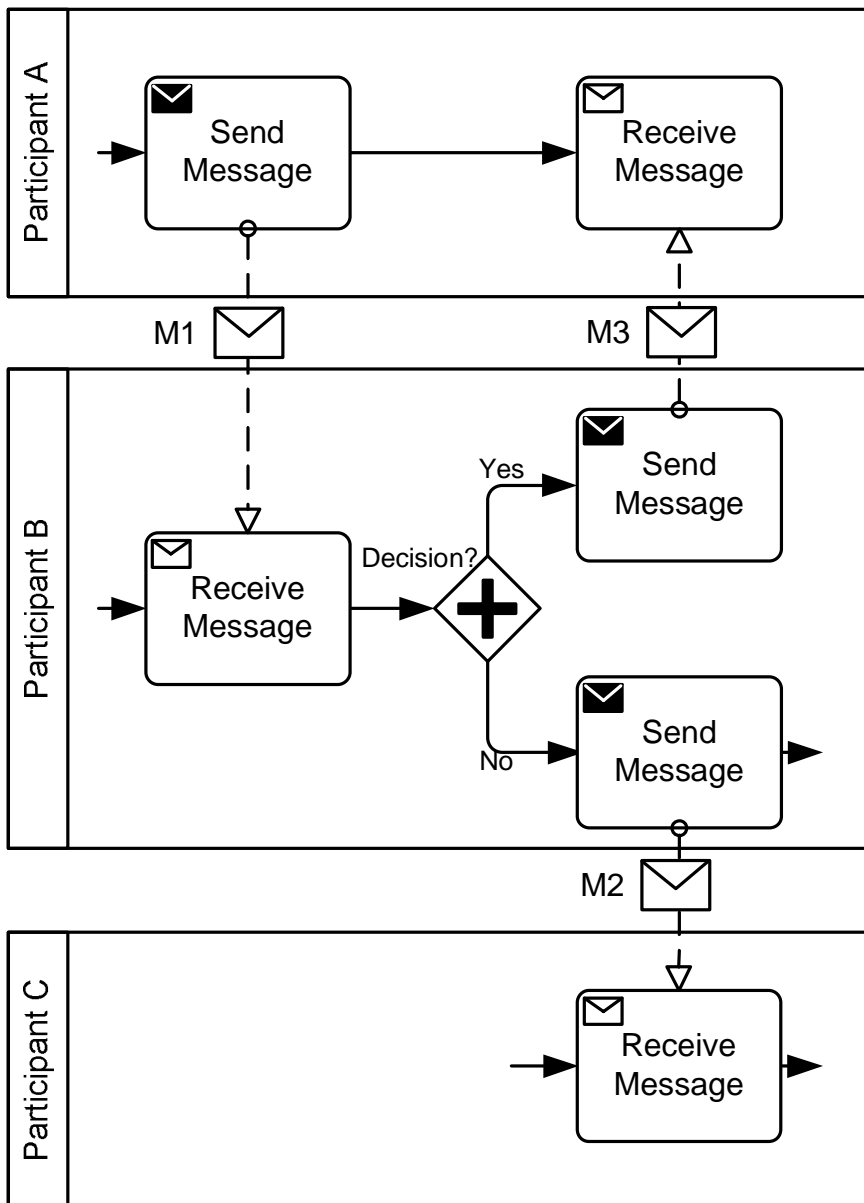 Participant A
Send
Message
Receive
Message
M1
M3
Participant B
Receive
Message
Decision?
Yes
No
Send
Message
Send
Message
M2
Participant C
Receive
Message